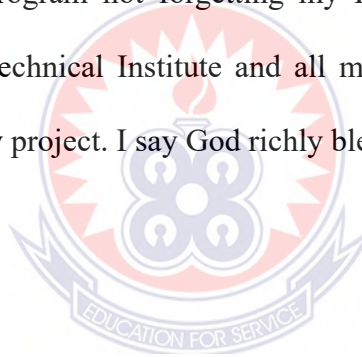 rogram not forgetting my
echnical Institute and all m
y project. I say God richly ble
EDUCATION FOR SERVICE